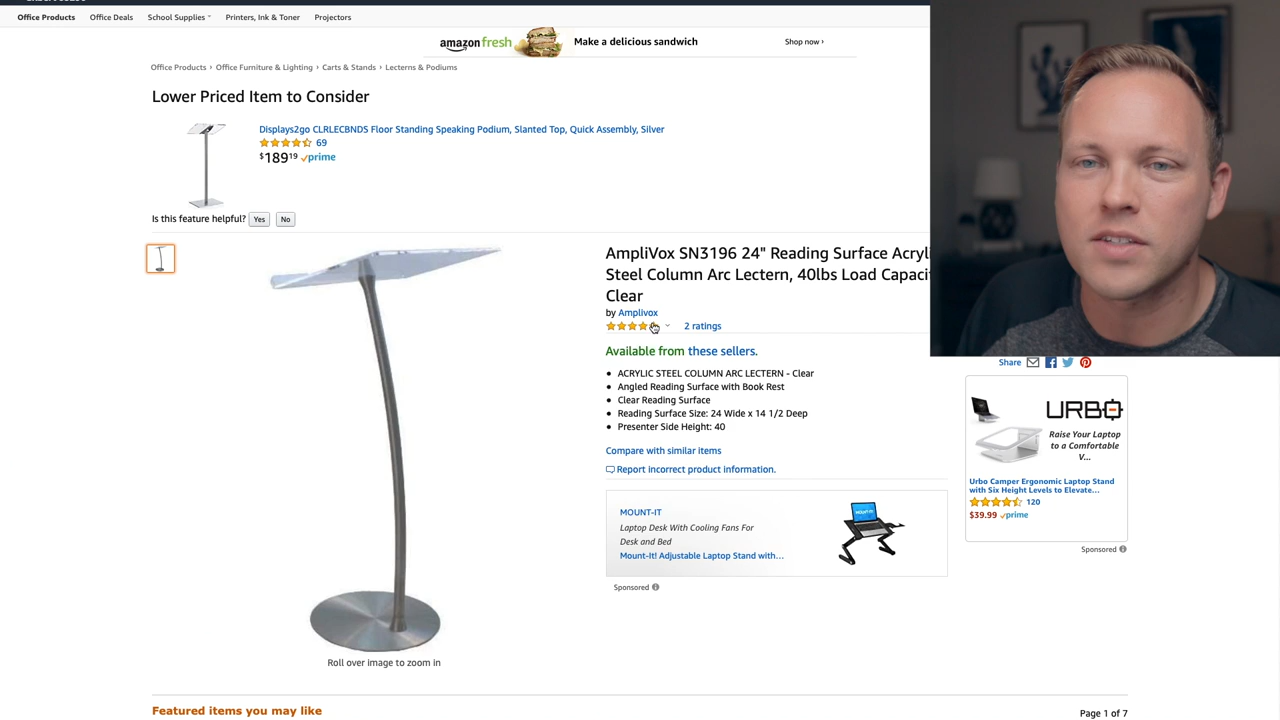 Office Products Office Deals School Supplies Printers, Ink & Toner Projectors
amazonfresh Make a delicious sandwich Shop now ›
Office Products › Office Furniture & Lighting › Carts & Stands › Lecterns & Podiums
Lower Priced Item to Consider
Displays2go CLRLECBNDS Floor Standing Speaking Podium, Slanted Top, Quick Assembly, Silver
69
$189 19 prime
Is this feature helpful? Yes No
AmpliVox SN3196 24" Reading Surface Acryli
Steel Column Arc Lectern, 40lbs Load Capacit
Clear
by Amplivox
2 ratings
Available from these sellers.
Share
• ACRYLIC STEEL COLUMN ARC LECTERN - Clear
• Angled Reading Surface with Book Rest
• Clear Reading Surface
• Reading Surface Size: 24 Wide x 14 1/2 Deep
• Presenter Side Height: 40
Compare with similar items
Report incorrect product information.
MOUNT-IT
Laptop Desk With Cooling Fans For
Desk and Bed
Mount-It! Adjustable Laptop Stand with...
Sponsored
URBO
Raise Your Laptop
to a Comfortable
V...
Urbo Camper Ergonomic Laptop Stand
with Six Height Levels to Elevate...
120
$39.99 prime
Sponsored
Roll over image to zoom in
Featured items you may like
Page 1 of 7